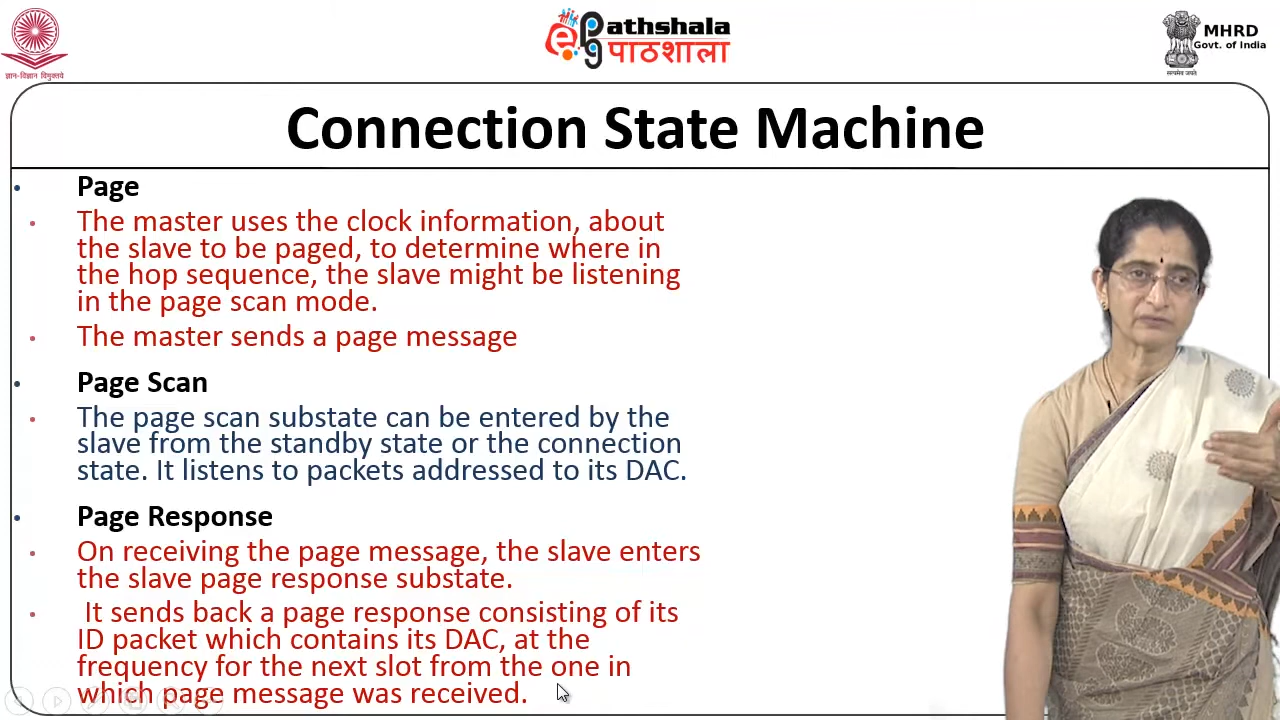 ज्ञान-विज्ञान विमुक्तये
epgathshala
पाठशाला
MHRD
Govt. of India
सत्यमेव जयते
Connection State Machine
• Page
• The master uses the clock information, about
the slave to be paged, to determine where in
the hop sequence, the slave might be listening
in the page scan mode.
• The master sends a page message
• Page Scan
• The page scan substate can be entered by the
slave from the standby state or the connection
state. It listens to packets addressed to its DAC.
• Page Response
• On receiving the page message, the slave enters
the slave page response substate.
• It sends back a page response consisting of its
ID packet which contains its DAC, at the
frequency for the next slot from the one in
which page message was received.